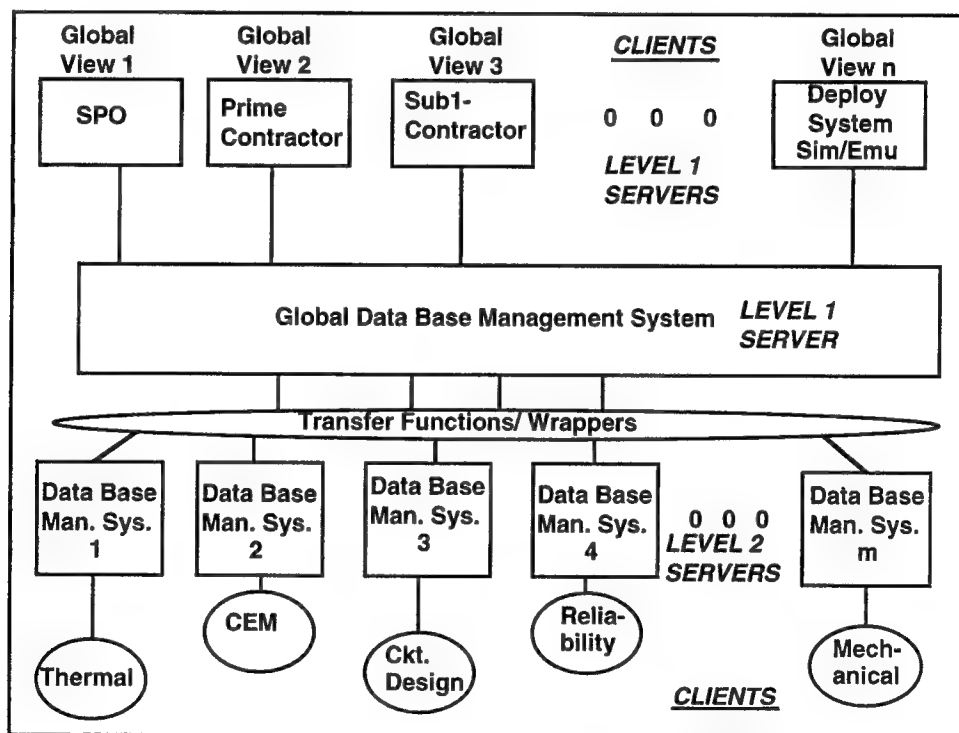 Global
View 1
Global
View 2
Global
View 3
CLIENTS
Global
View n
SPO
Prime
Contractor
Sub1-
Contractor
0 0 0
LEVEL 1
SERVERS
Deploy
System
Sim/Emu
Global Data Base Management System
LEVEL 1
SERVER
Transfer Functions/ Wrappers
Data Base
Man. Sys.
1
Data Base
Man. Sys.
2
Data Base
Man. Sys.
3
Data Base
Man. Sys.
4
0 0 0
LEVEL 2
SERVERS
Data Base
Man. Sys.
m
Thermal
CEM
Ckt.
Design
Relia-
bility
Mech-
anical
CLIENTS